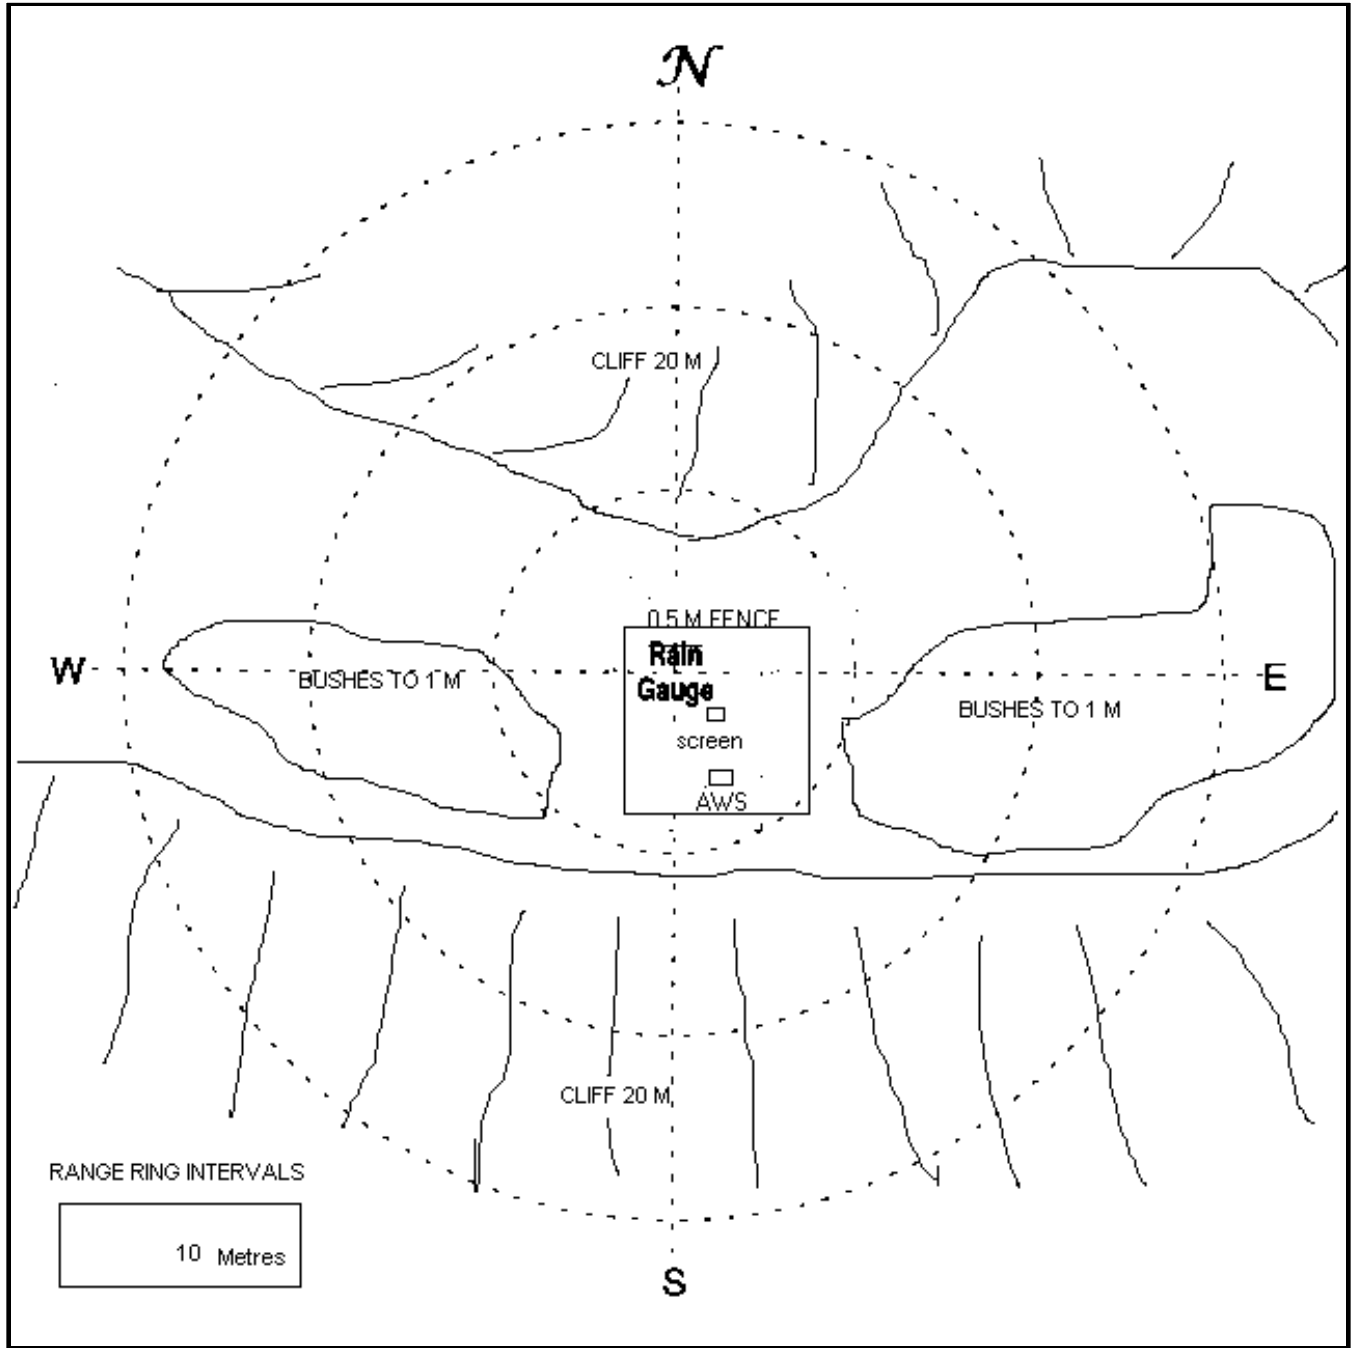 N
CLIFF 20 M
0.5 M FENCE
Rain
Gauge
W
BUSHES TO 1 M
E
BUSHES TO 1 M
screen
AWS
CLIFF 20 M
RANGE RING INTERVALS
10 Metres
S